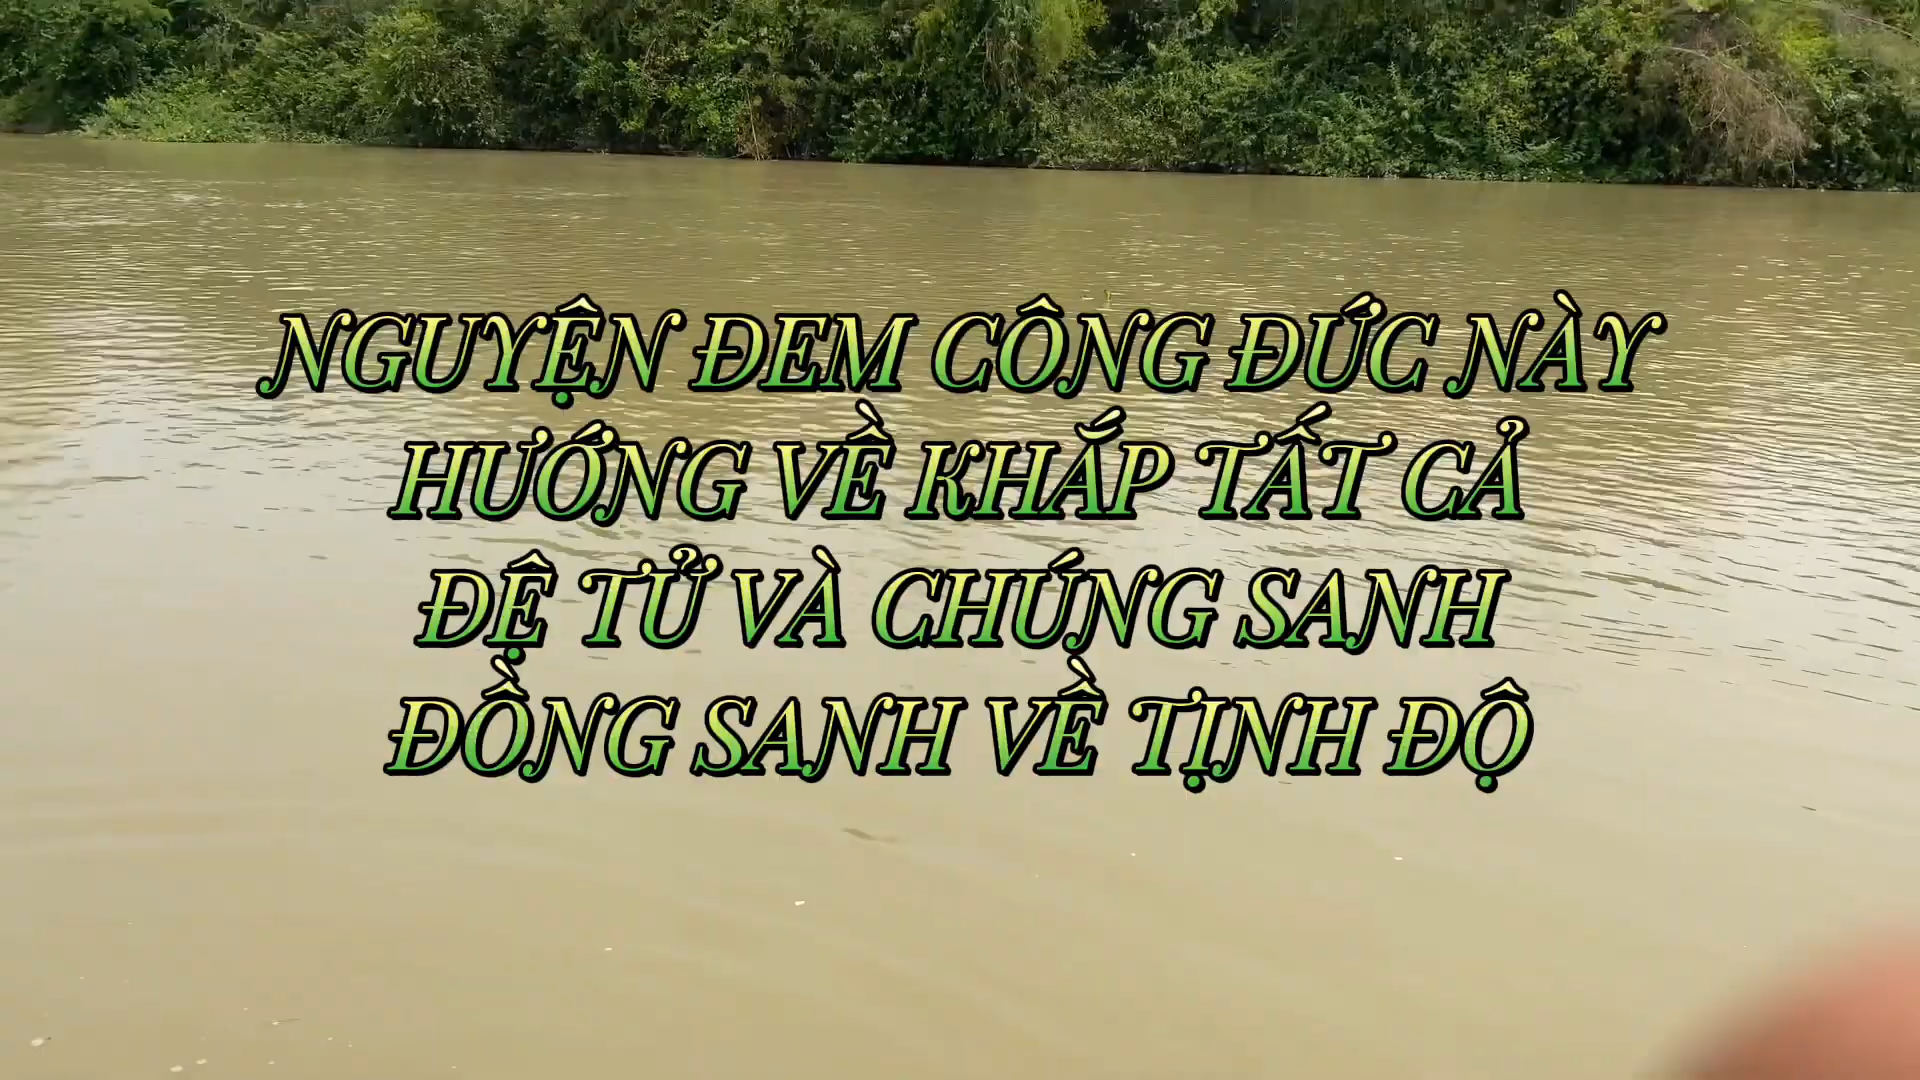 NGUYỆN ĐEM CÔNG ĐỨC NÀY
HƯỚNG VỀ KHẮP TẤT CẢ
ĐỆ TỬ VÀ CHÚNG SANH
ĐỒNG SANH VỀ TỊNH ĐỘ